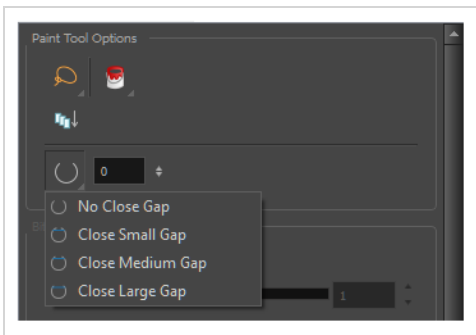 Paint Tool Options
0
No Close Gap
Close Small Gap
Close Medium Gap
Close Large Gap
1